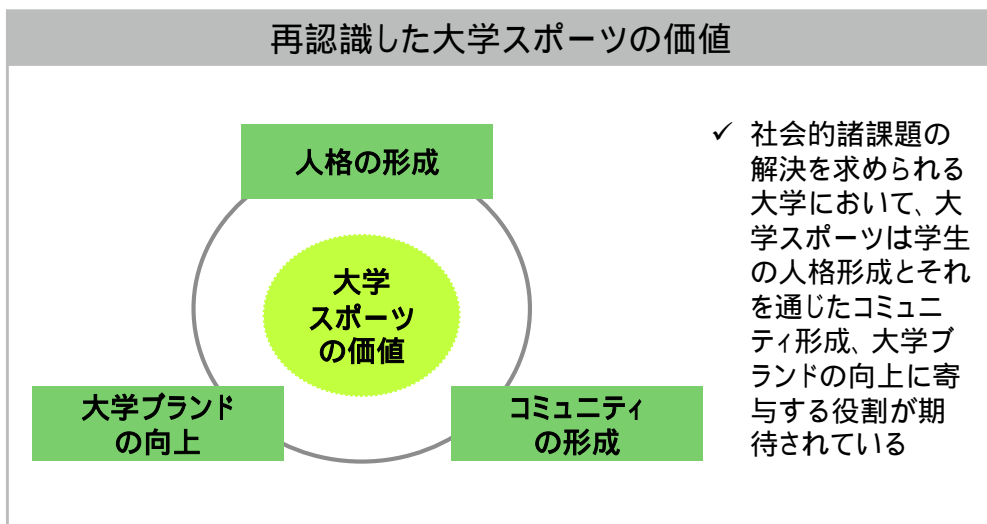 再認識した大学スポーツの価値
人格の形成
大学
スポーツ
の価値
大学ブランド
の向上
コミュニティ
の形成
✓ 社会的諸課題の
解決を求められる
大学において、大
学スポーツは学生
の人格形成とそれ
を通じたコミュニ
ティ形成、大学ブ
ランドの向上に寄
与する役割が期
待されている